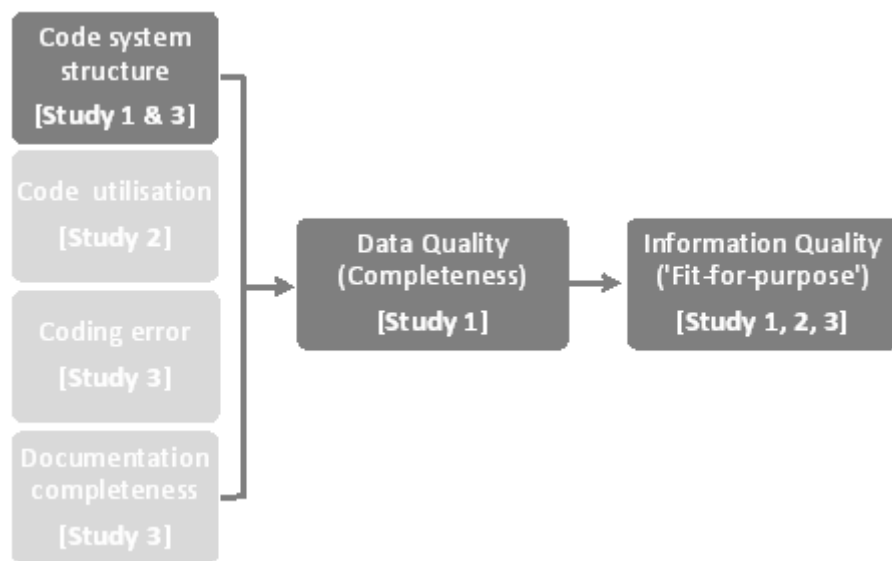 Code system
structure
[Study 1 & 3]
Code utilisation
[Study 2]
Coding error
[Study 3]
Documentation
completeness
[Study 3]
Data Quality
(Completeness)
[Study 1]
Information Quality
('Fit-for-purpose')
[Study 1, 2, 3]